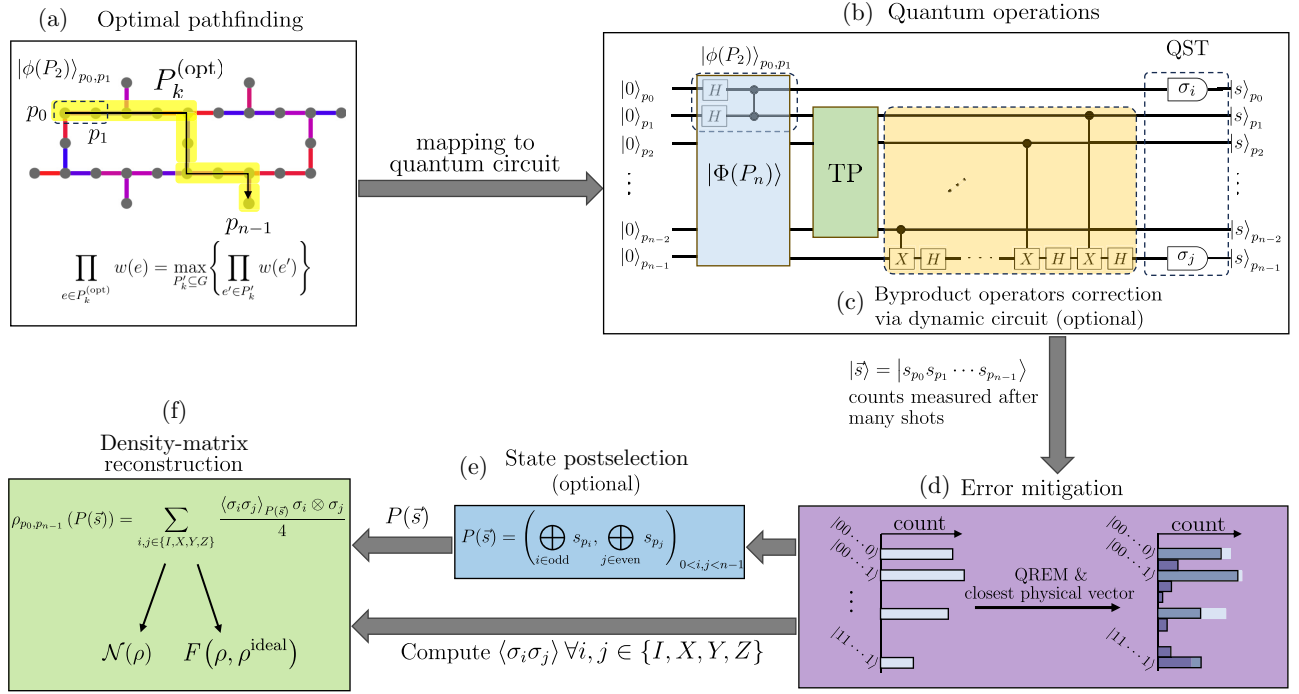 (a) Optimal pathfinding
|ϕ(P₂)⟩_{p₀,p₁}
P_k^{(opt)}
p₀
p₁
p_{n−1}
∏_{e∈P_k^{(opt)}} w(e) = max_{P'_k⊆G} {∏_{e'∈P'_k} w(e')}
mapping to
quantum circuit
(b) Quantum operations
|ϕ(P₂)⟩_{p₀,p₁}
QST
|0⟩_{p₀}
H
σ_i
|s⟩_{p₀}
|0⟩_{p₁}
H
|s⟩_{p₁}
|0⟩_{p₂}
|s⟩_{p₂}
⋮
|Φ(P_n)⟩
TP
⋰
⋮
|0⟩_{p_{n−2}}
|s⟩_{p_{n−2}}
|0⟩_{p_{n−1}}
X H · · · X H X H
σ_j
|s⟩_{p_{n−1}}
(c) Byproduct operators correction
via dynamic circuit (optional)
|s⃗⟩ = |s_{p₀}s_{p₁} · · · s_{p_{n−1}}⟩
counts measured after
many shots
(d) Error mitigation
count
|00· · ·0⟩
|00· · ·1⟩
⋮
|11· · ·1⟩
QREM &
closest physical vector
count
|00· · ·0⟩
|00· · ·1⟩
⋮
|11· · ·1⟩
(e) State postselection
(optional)
P(s⃗) = (⨁_{i∈odd} s_{p_i}, ⨁_{j∈even} s_{p_j})_{0<i,j<n−1}
P(s⃗)
Compute ⟨σ_iσ_j⟩ ∀i, j ∈ {I, X, Y, Z}
(f)
Density-matrix
reconstruction
ρ_{p₀,p_{n−1}} (P(s⃗)) = ∑_{i,j∈{I,X,Y,Z}} ⟨σ_iσ_j⟩_{P(s⃗)} σ_i ⊗ σ_j / 4
𝒩(ρ)
F(ρ, ρ^{ideal})